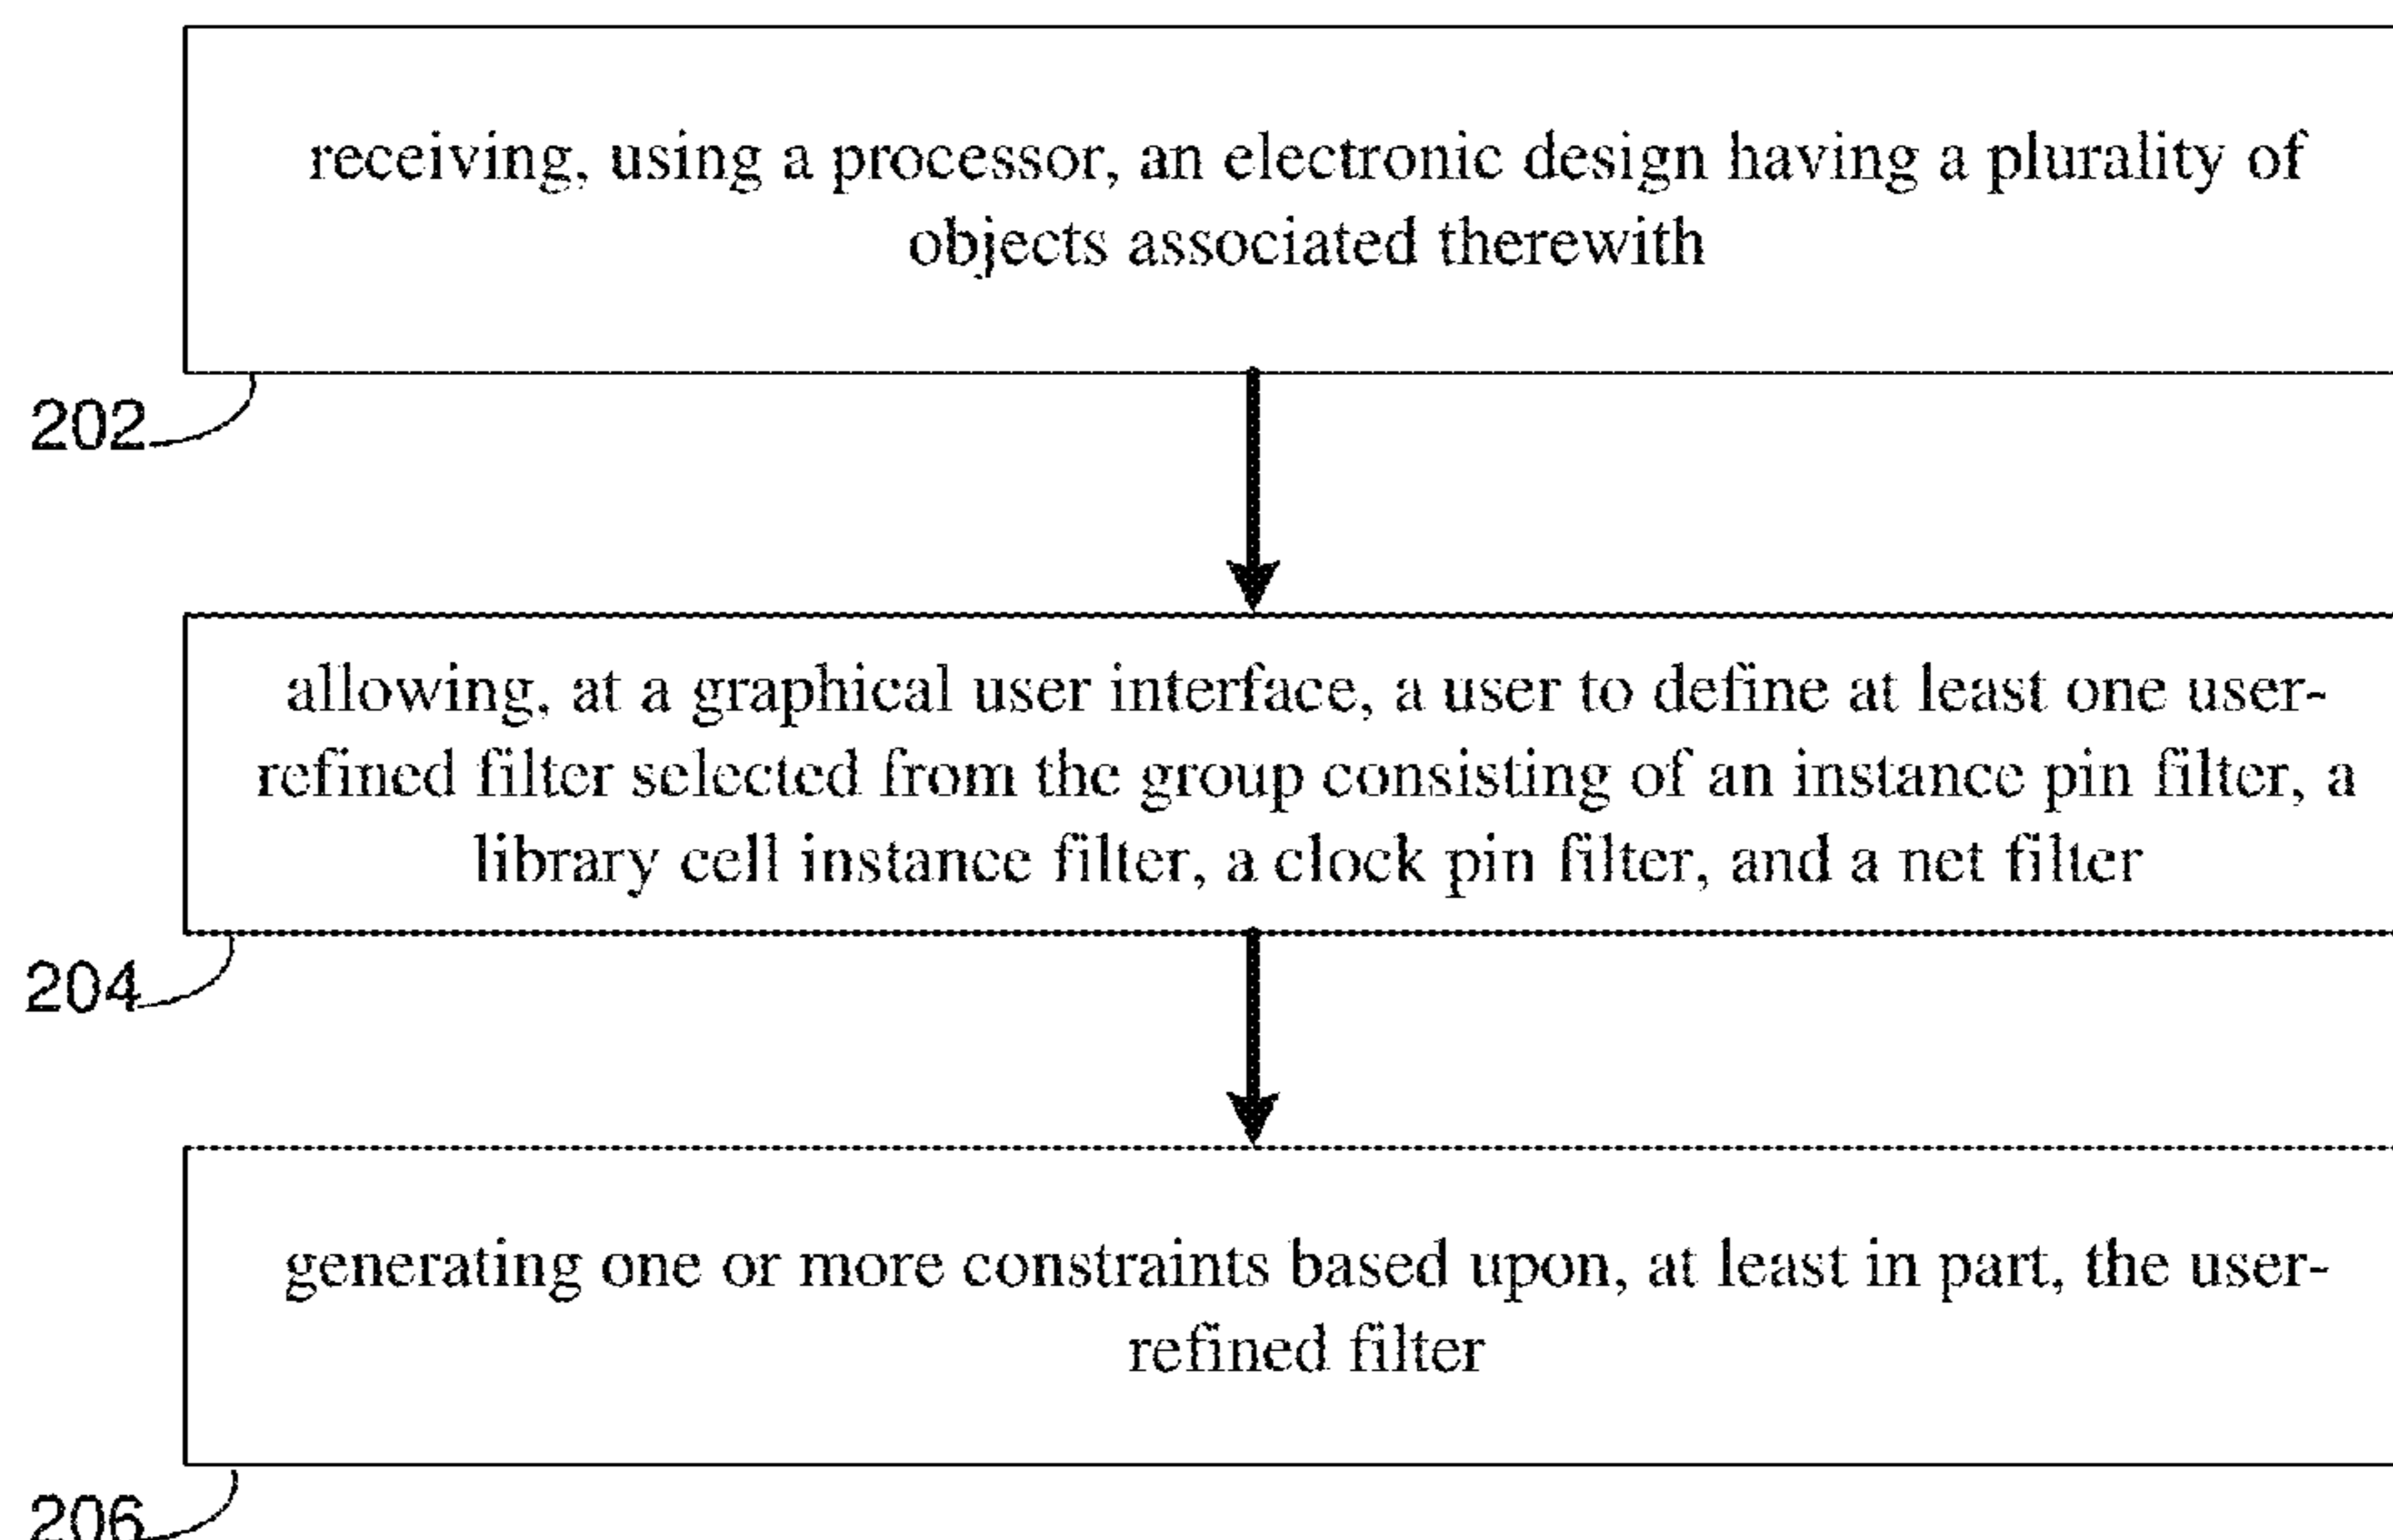 receiving, using a processor, an electronic design having a plurality of
objects associated therewith
202
allowing, at a graphical user interface, a user to define at least one user-
refined filter selected from the group consisting of an instance pin filter, a
library cell instance filter, a clock pin filter, and a net filter
204
generating one or more constraints based upon, at least in part, the user-
refined filter
206